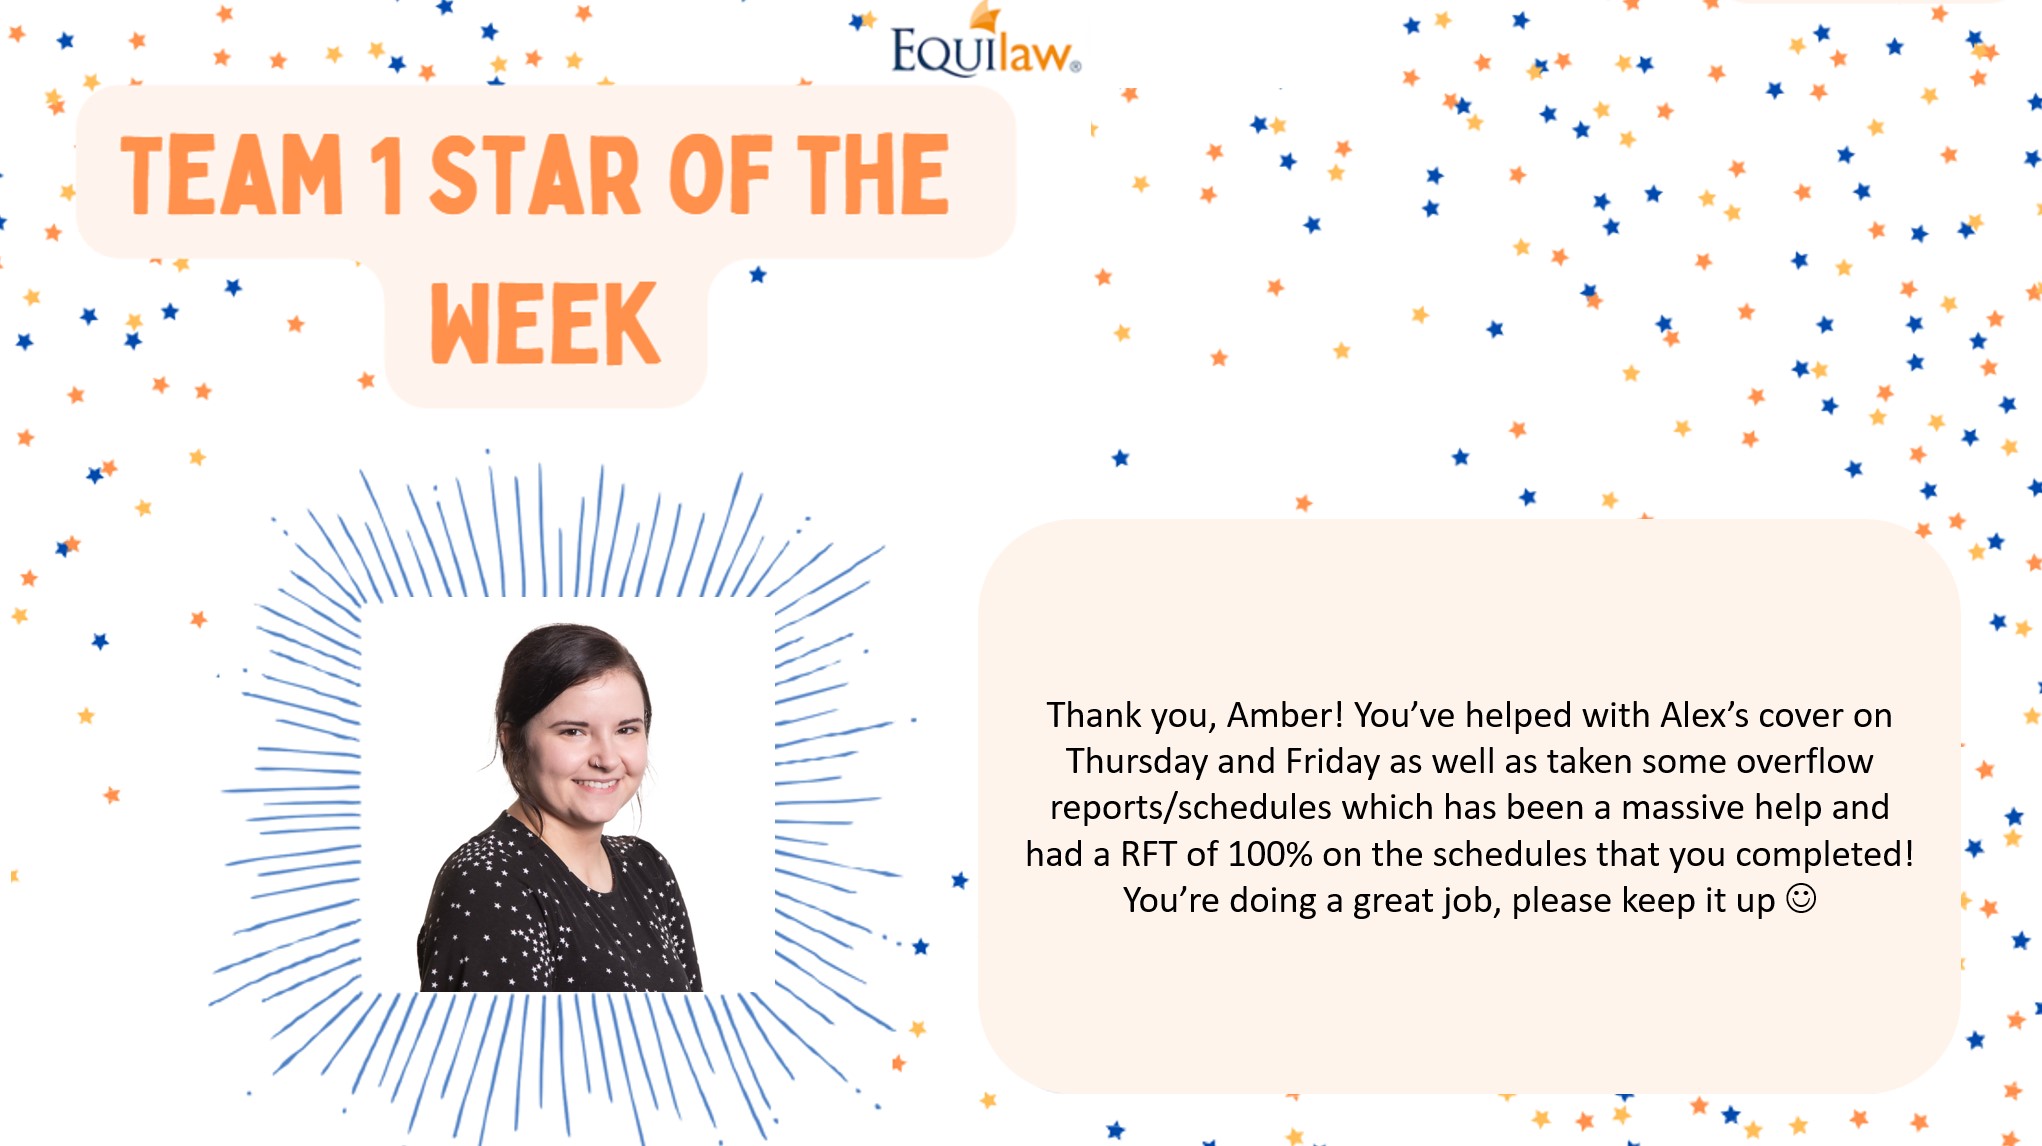 EQUIlaw®
TEAM 1 STAR OF THE
WEEK
Thank you, Amber! You’ve helped with Alex’s cover on
Thursday and Friday as well as taken some overflow
reports/schedules which has been a massive help and
had a RFT of 100% on the schedules that you completed!
You’re doing a great job, please keep it up ☺